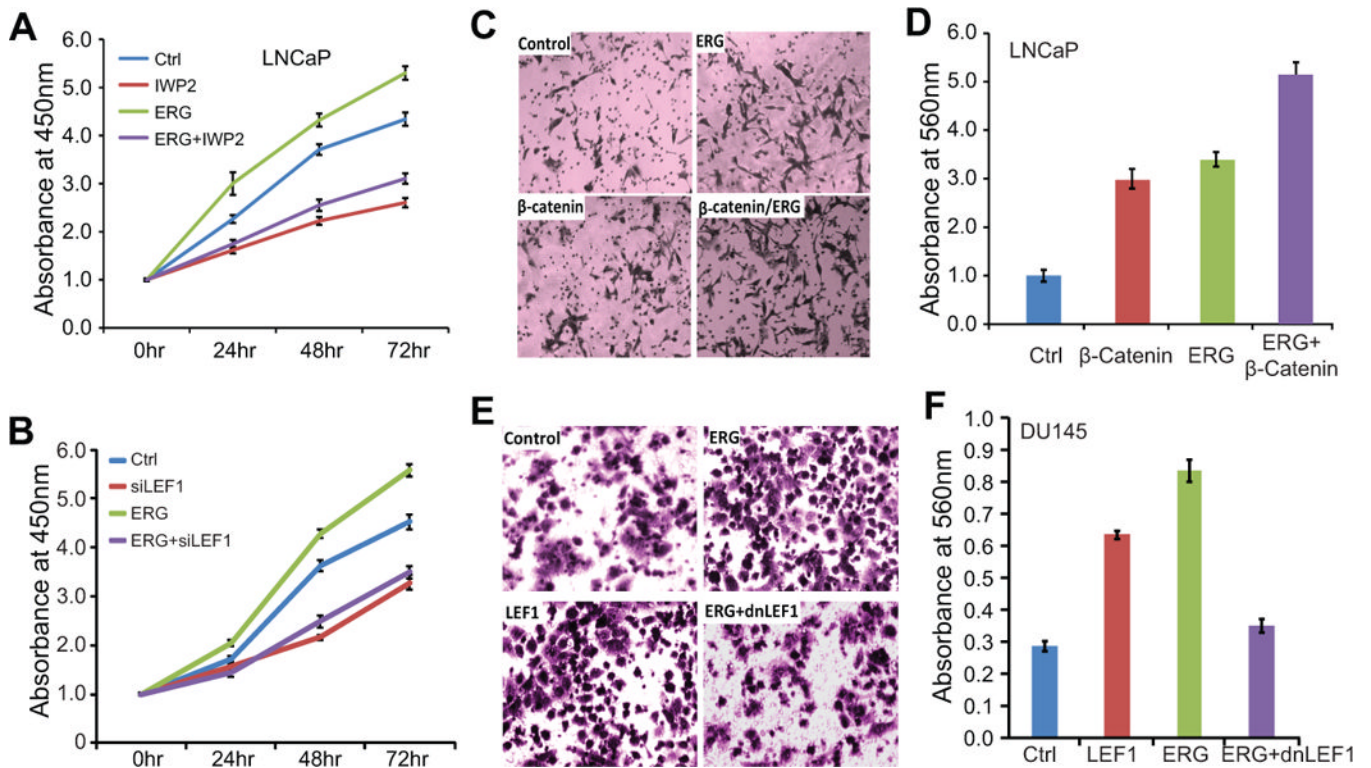 A
Absorbance at 450nm
6.0
5.0
4.0
3.0
2.0
1.0
0.0
LNCaP
Ctrl
IWP2
ERG
ERG+IWP2
0hr 24hr 48hr 72hr
B
Absorbance at 450nm
6.0
5.0
4.0
3.0
2.0
1.0
0.0
Ctrl
siLEF1
ERG
ERG+siLEF1
0hr 24hr 48hr 72hr
C
Control
ERG
β-catenin
β-catenin/ERG
D
LNCaP
Absorbance at 560nm
6.0
5.0
4.0
3.0
2.0
1.0
0.0
Ctrl β-Catenin ERG ERG+
β-Catenin
E
Control
ERG
LEF1
ERG+dnLEF1
F
DU145
Absorbance at 560nm
1.0
0.9
0.8
0.7
0.6
0.5
0.4
0.3
0.2
0.1
0.0
Ctrl LEF1 ERG ERG+dnLEF1